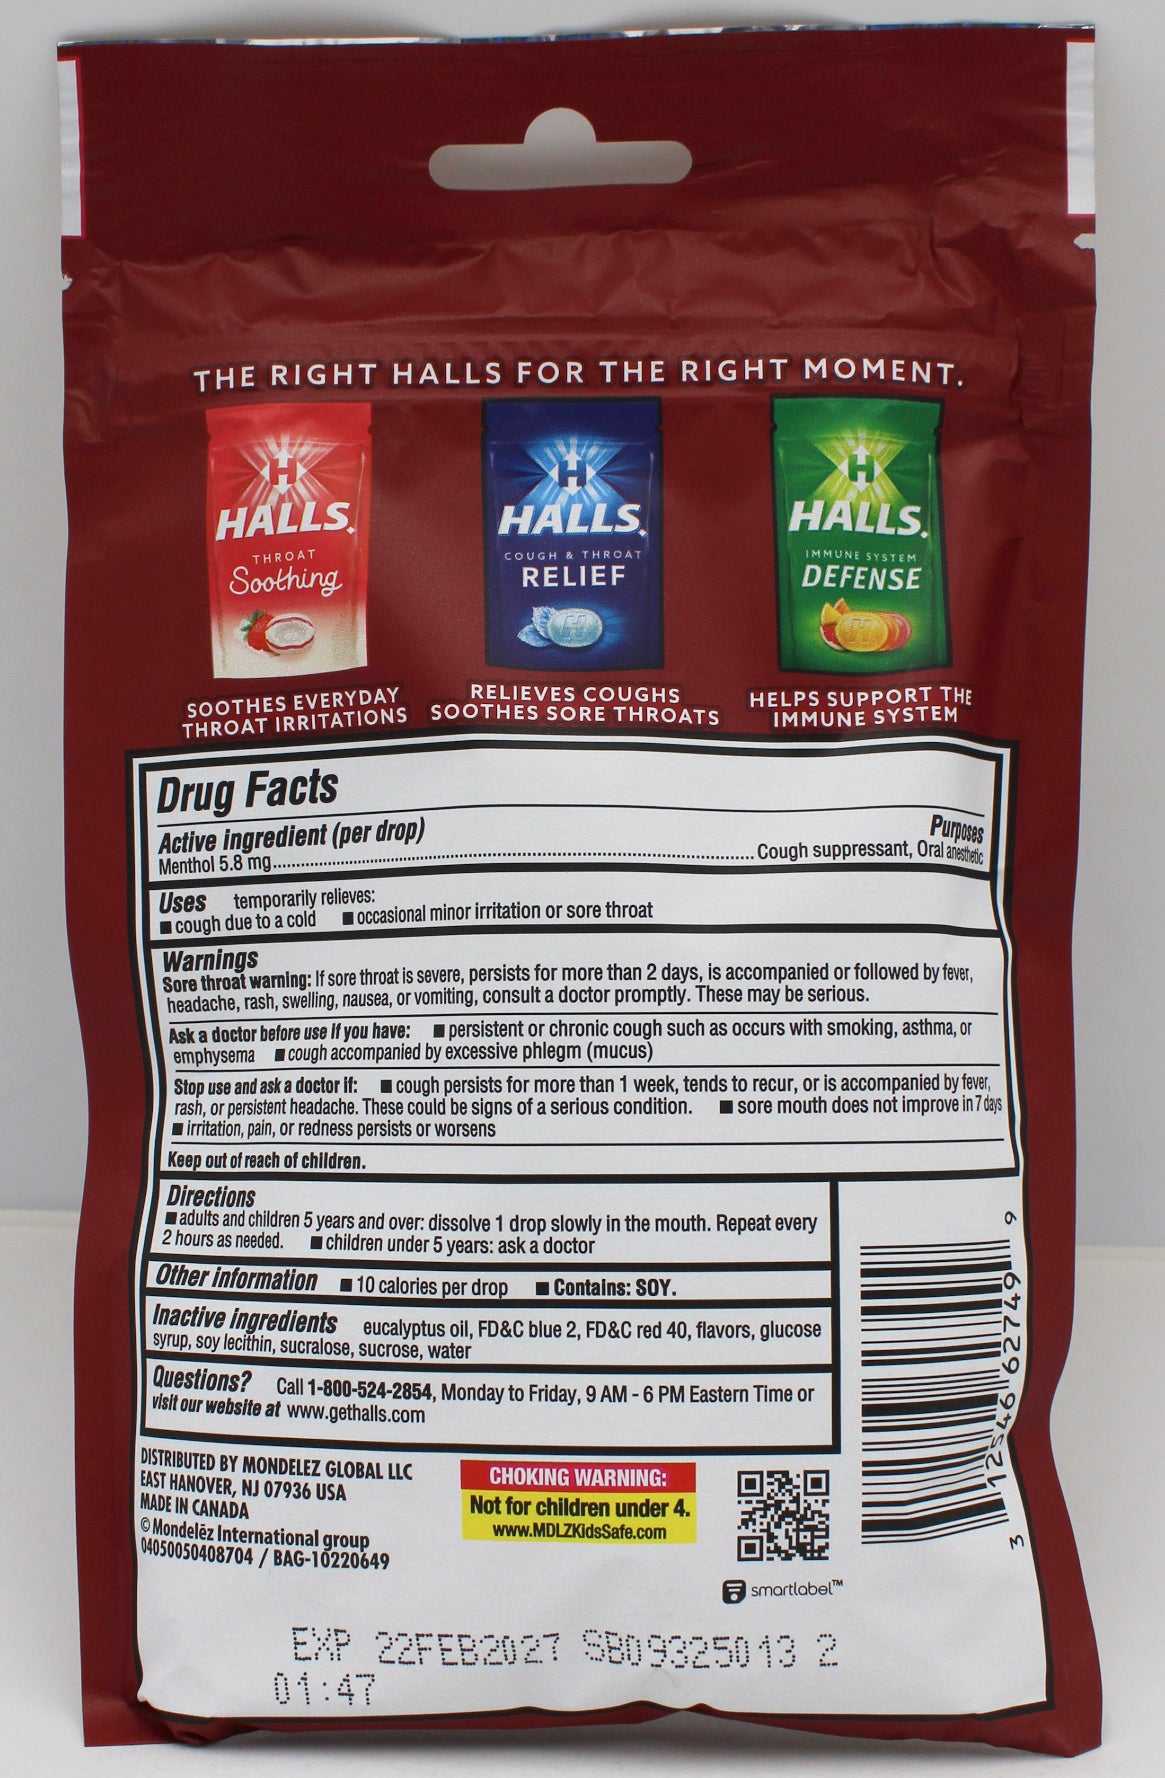 THE RIGHT HALLS FOR THE RIGHT MOMENT.
H
HALLS
THROAT
Soothing
SOOTHES EVERYDAY
THROAT IRRITATIONS
H
HALLS
COUGH & THROAT
RELIEF
RELIEVES COUGHS
SOOTHES SORE THROATS
H
HALLS
IMMUNE SYSTEM
DEFENSE
HELPS SUPPORT THE
IMMUNE SYSTEM
Drug Facts
Active ingredient (per drop) Purposes
Menthol 5.8 mg........Cough suppressant, Oral anesthetic
Uses temporarily relieves:
■ cough due to a cold ■ occasional minor irritation or sore throat
Warnings
Sore throat warning: If sore throat is severe, persists for more than 2 days, is accompanied or followed by fever,
headache, rash, swelling, nausea, or vomiting, consult a doctor promptly. These may be serious.
Ask a doctor before use if you have: ■ persistent or chronic cough such as occurs with smoking, asthma, or
emphysema ■ cough accompanied by excessive phlegm (mucus)
Stop use and ask a doctor if: ■ cough persists for more than 1 week, tends to recur, or is accompanied by fever,
rash, or persistent headache. These could be signs of a serious condition. ■ sore mouth does not improve in 7 days
■ irritation, pain, or redness persists or worsens
Keep out of reach of children.
Directions
■ adults and children 5 years and over: dissolve 1 drop slowly in the mouth. Repeat every
2 hours as needed. ■ children under 5 years: ask a doctor
Other information ■ 10 calories per drop ■ Contains: SOY.
Inactive ingredients eucalyptus oil, FD&C blue 2, FD&C red 40, flavors, glucose
syrup, soy lecithin, sucralose, sucrose, water
Questions? Call 1-800-524-2854, Monday to Friday, 9 AM - 6 PM Eastern Time or
visit our website at www.gethalls.com
3 12546 62749 9
DISTRIBUTED BY MONDELEZ GLOBAL LLC
EAST HANOVER, NJ 07936 USA
MADE IN CANADA
© Mondelēz International group
04050050408704 / BAG-10220649
CHOKING WARNING:
Not for children under 4.
www.MDLZKidsSafe.com
smartlabel™
EXP 22FEB2027 SB09325013 2
01:47